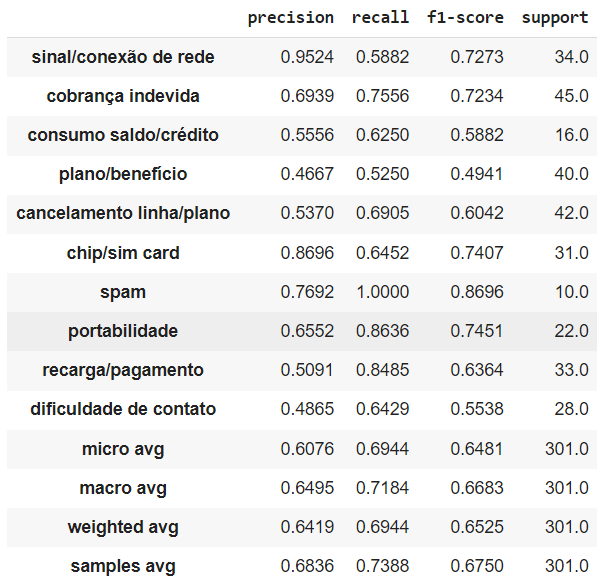 precision recall f1-score support
sinal/conexão de rede 0.9524 0.5882 0.7273 34.0
cobrança indevida 0.6939 0.7556 0.7234 45.0
consumo saldo/crédito 0.5556 0.6250 0.5882 16.0
plano/benefício 0.4667 0.5250 0.4941 40.0
cancelamento linha/plano 0.5370 0.6905 0.6042 42.0
chip/sim card 0.8696 0.6452 0.7407 31.0
spam 0.7692 1.0000 0.8696 10.0
portabilidade 0.6552 0.8636 0.7451 22.0
recarga/pagamento 0.5091 0.8485 0.6364 33.0
dificuldade de contato 0.4865 0.6429 0.5538 28.0
micro avg 0.6076 0.6944 0.6481 301.0
macro avg 0.6495 0.7184 0.6683 301.0
weighted avg 0.6419 0.6944 0.6525 301.0
samples avg 0.6836 0.7388 0.6750 301.0